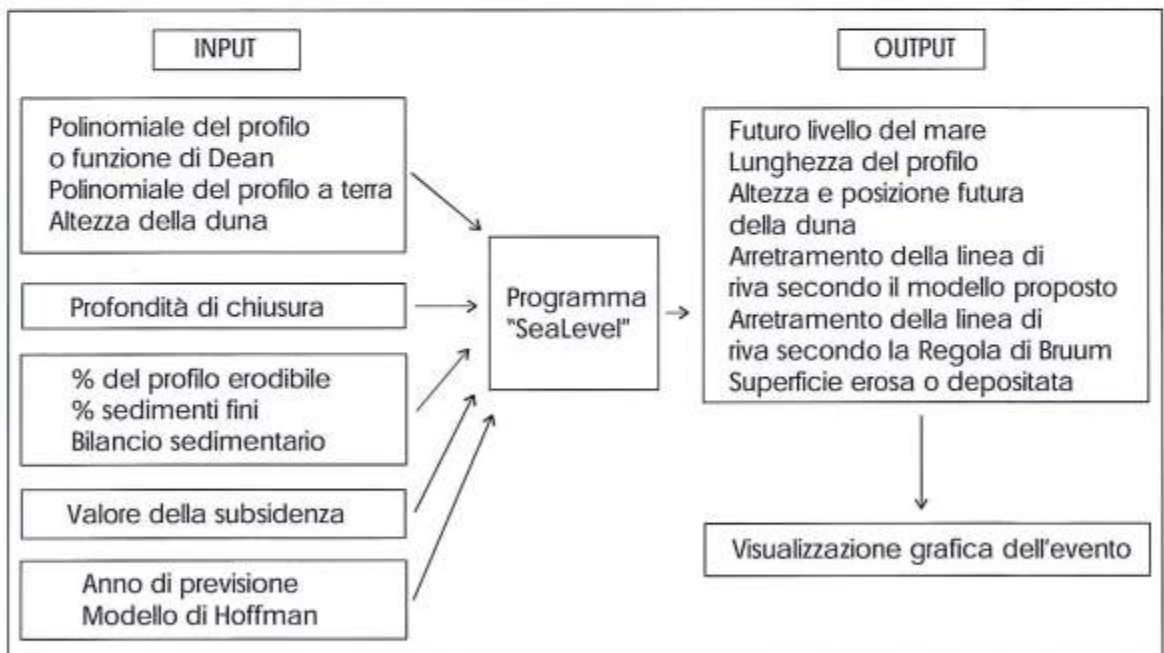 INPUT
Polinomiale del profilo
o funzione di Dean
Polinomiale del profilo a terra
Altezza della duna
Profondità di chiusura
% del profilo erodibile
% sedimenti fini
Bilancio sedimentario
Valore della subsidenza
Anno di previsione
Modello di Hoffman
Programma
"SeaLevel"
OUTPUT
Futuro livello del mare
Lunghezza del profilo
Altezza e posizione futura
della duna
Arretramento della linea di
riva secondo il modello proposto
Arretramento della linea di
riva secondo la Regola di Bruum
Superficie erosa o depositata
Visualizzazione grafica dell'evento